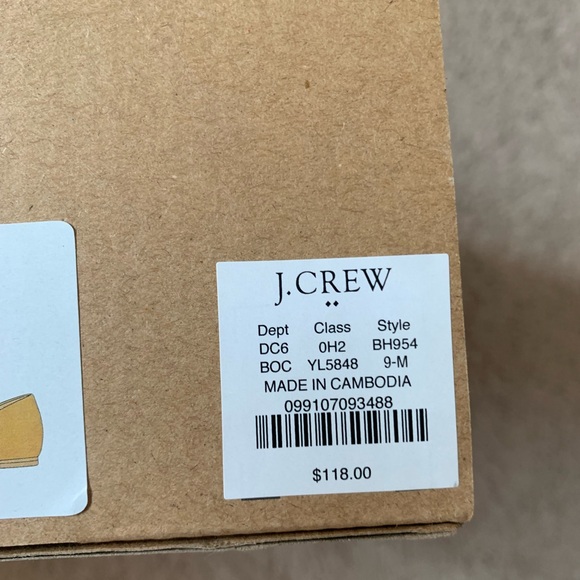 J.CREW
Dept Class Style
DC6 0H2 BH954
BOC YL5848 9-M
MADE IN CAMBODIA
099107093488
$118.00